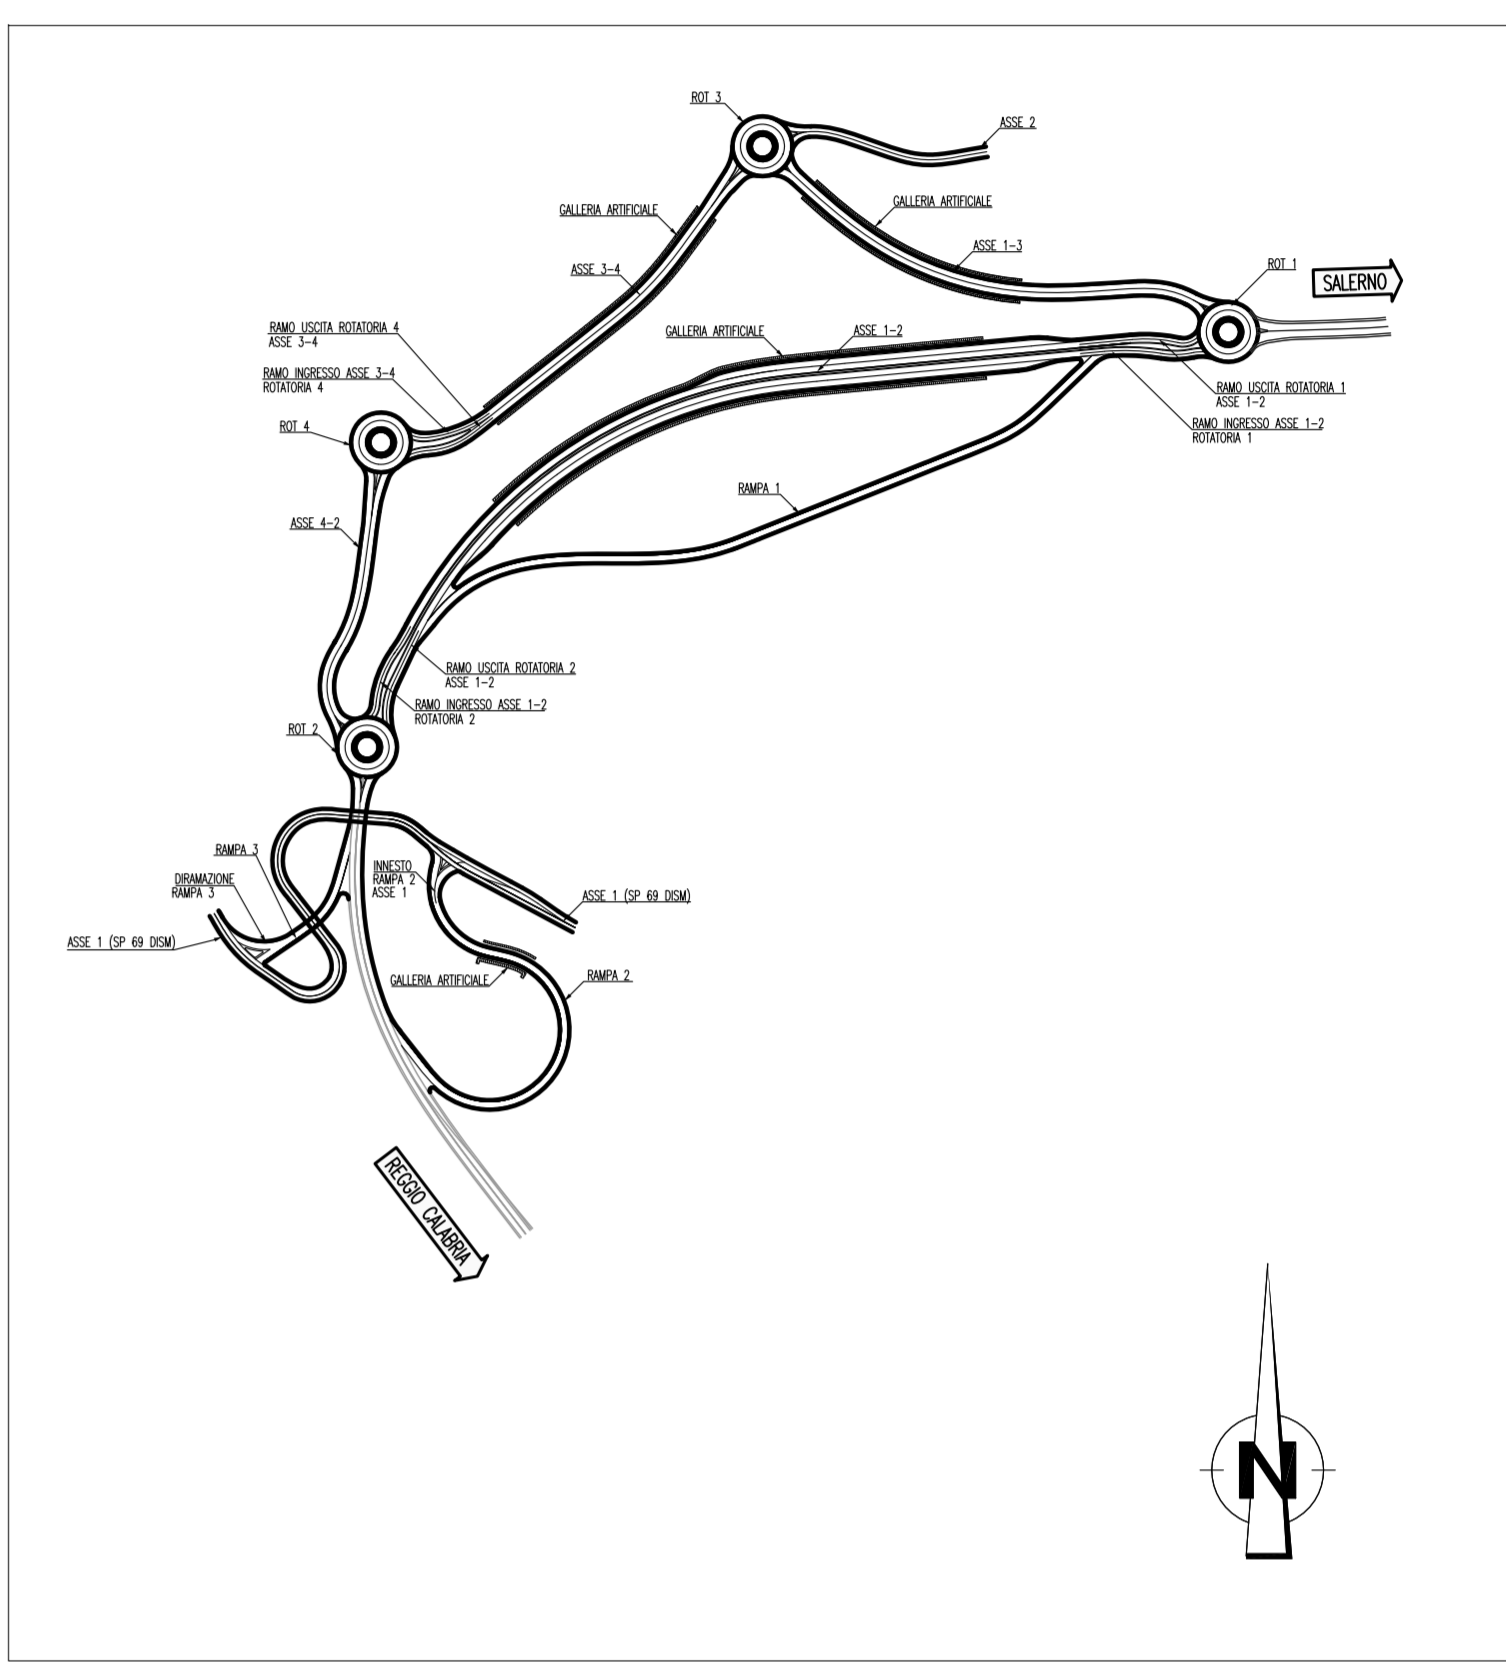 ROT 3
ASSE 2
GALLERIA ARTIFICIALE
GALLERIA ARTIFICIALE
ASSE 1-3
ASSE 3-4
ROT 1
SALERNO
RAMO USCITA ROTATORIA 4
ASSE 3-4
GALLERIA ARTIFICIALE
ASSE 1-2
RAMO INGRESSO ASSE 3-4
ROTATORIA 4
RAMO USCITA ROTATORIA 1
ASSE 1-2
ROT 4
RAMO INGRESSO ASSE 1-2
ROTATORIA 1
RAMPA 1
ASSE 4-2
RAMO USCITA ROTATORIA 2
ASSE 1-2
RAMO INGRESSO ASSE 1-2
ROTATORIA 2
ROT 2
RAMPA 3
INNESTO
RAMPA 2
ASSE 1
DIRAMAZIONE
RAMPA 3
ASSE 1 (SP 69 DISM)
ASSE 1 (SP 69 DISM)
GALLERIA ARTIFICIALE
RAMPA 2
REGGIO CALABRIA
N